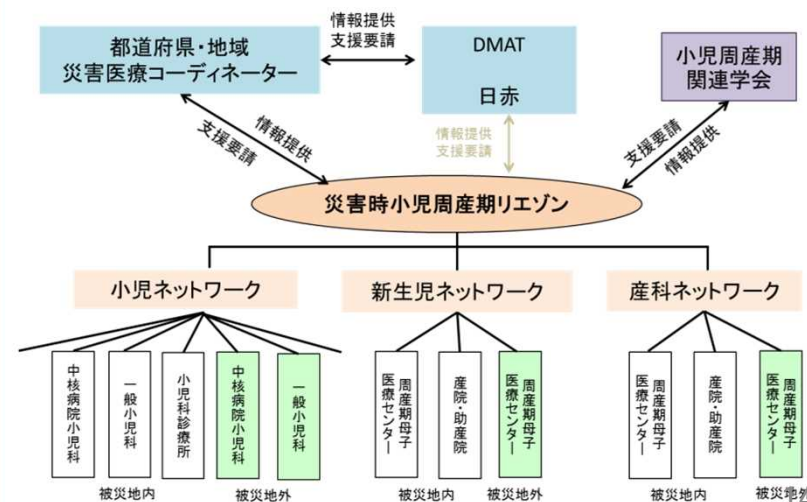 都道府県・地域
災害医療コーディネーター
情報提供
支援要請
DMAT
日赤
小児周産期
関連学会
情報提供
支援要請
情報提供
支援要請
支援要請
情報提供
災害時小児周産期リエゾン
小児ネットワーク
新生児ネットワーク
産科ネットワーク
中核病院小児科
一般小児科
小児科診療所
中核病院小児科
一般小児科
周産期母子
医療センター
産院・助産院
周産期母子
医療センター
周産期母子
医療センター
産院・助産院
周産期母子
医療センター
被災地内
被災地外
被災地内
被災地外
被災地内
被災地外